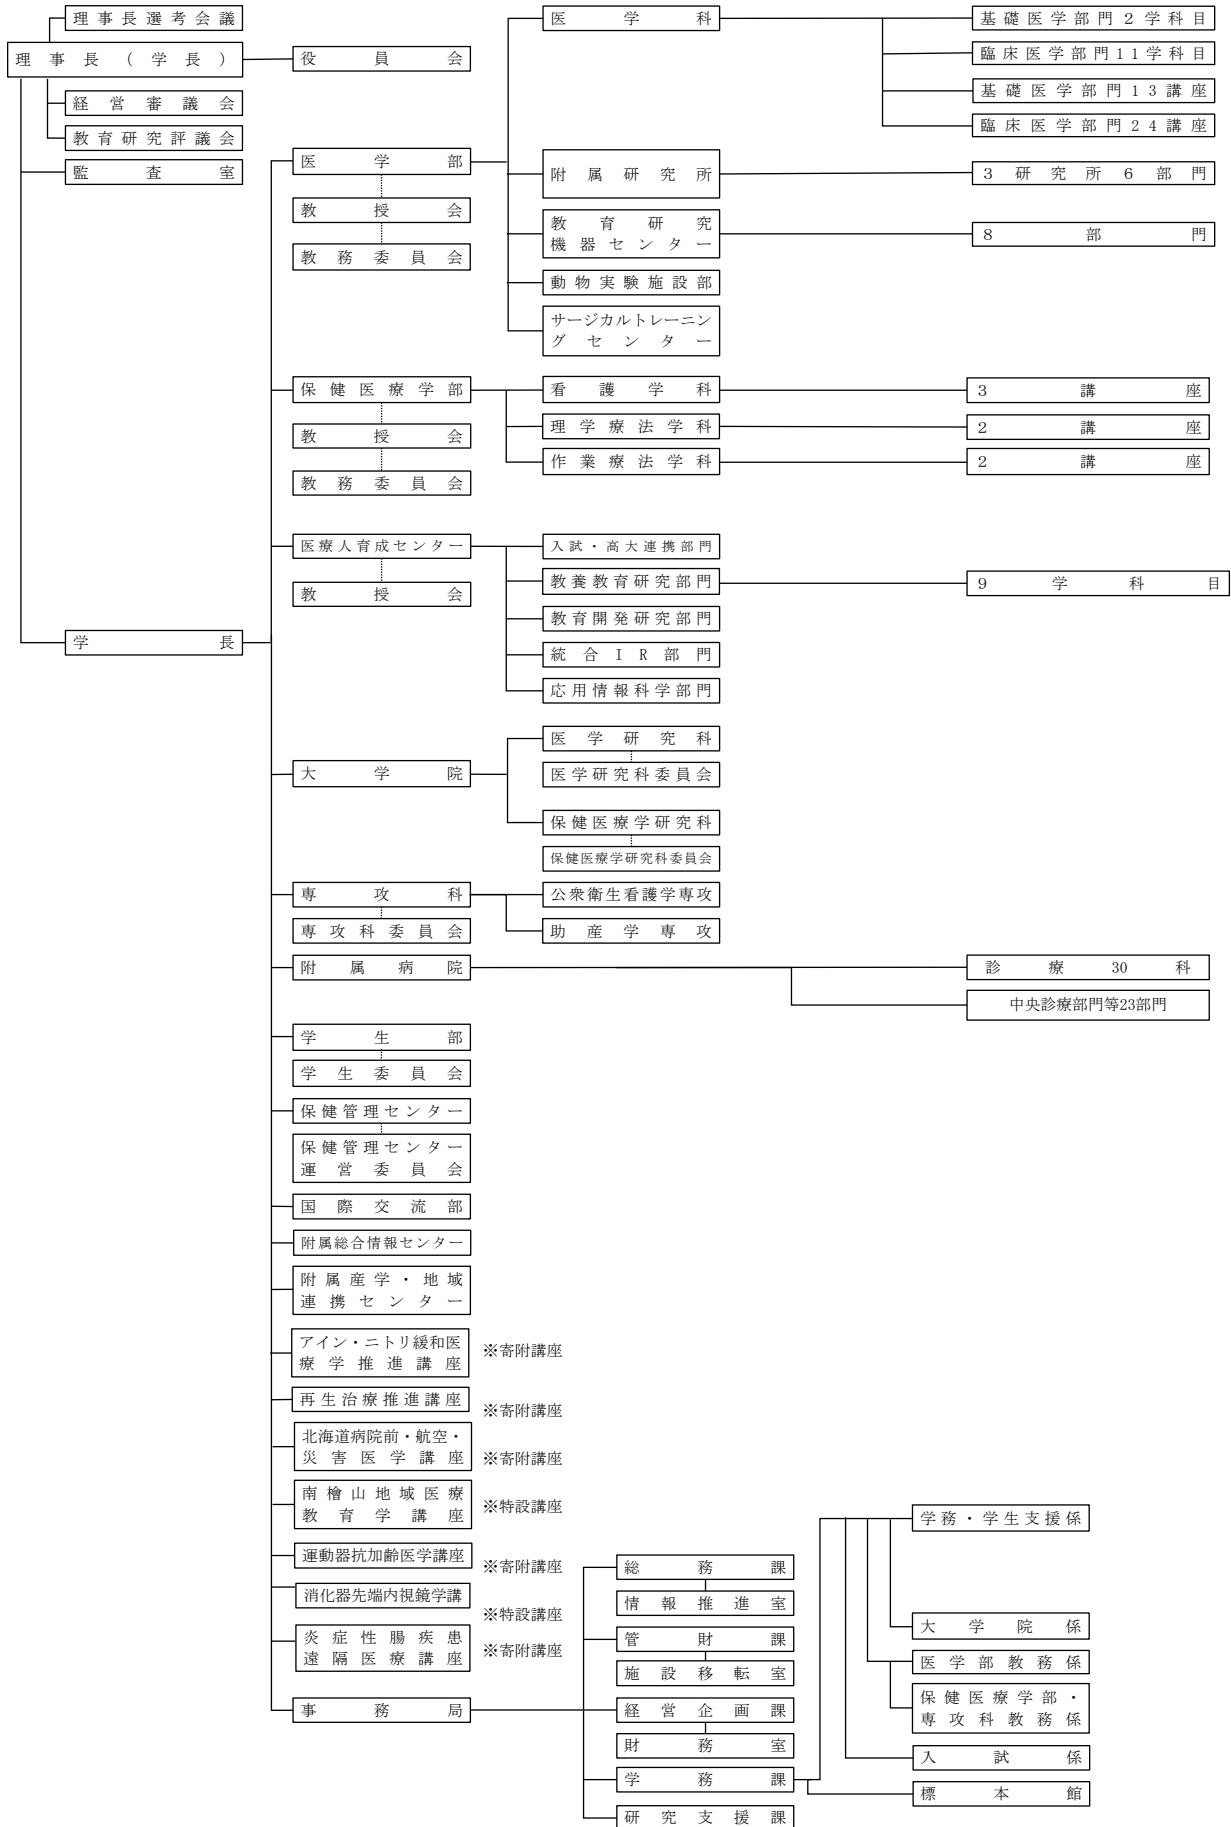 理事長選考会議
理事長(学長)
役員会
経営審議会
教育研究評議会
監査室
学長
医学部
教授会
教務委員会
医学科
基礎医学部門2学科目
臨床医学部門11学科目
基礎医学部門13講座
臨床医学部門24講座
附属研究所
3研究所6部門
教育研究
機器センター
8部門
動物実験施設部
サージカルトレーニン
グセンター
保健医療学部
教授会
教務委員会
看護学科
3講座
理学療法学科
2講座
作業療法学科
2講座
医療人育成センター
教授会
入試・高大連携部門
教養教育研究部門
9学科目
教育開発研究部門
統合IR部門
応用情報科学部門
大学院
医学研究科
医学研究科委員会
保健医療学研究科
保健医療学研究科委員会
専攻科
専攻科委員会
公衆衛生看護学専攻
助産学専攻
附属病院
診療30科
中央診療部門等23部門
学生部
学生委員会
保健管理センター
保健管理センター
運営委員会
国際交流部
附属総合情報センター
附属産学・地域
連携センター
アイン・ニトリ緩和医
療学推進講座
※寄附講座
再生治療推進講座
※寄附講座
北海道病院前・航空・
災害医学講座
※寄附講座
南檜山地域医療
教育学講座
※特設講座
運動器抗加齢医学講座
※寄附講座
消化器先端内視鏡学講
※特設講座
炎症性腸疾患
遠隔医療講座
※寄附講座
事務局
総務課
情報推進室
管財課
施設移転室
経営企画課
財務室
学務課
研究支援課
学務・学生支援係
大学院係
医学部教務係
保健医療学部・
専攻科教務係
入試係
標本館